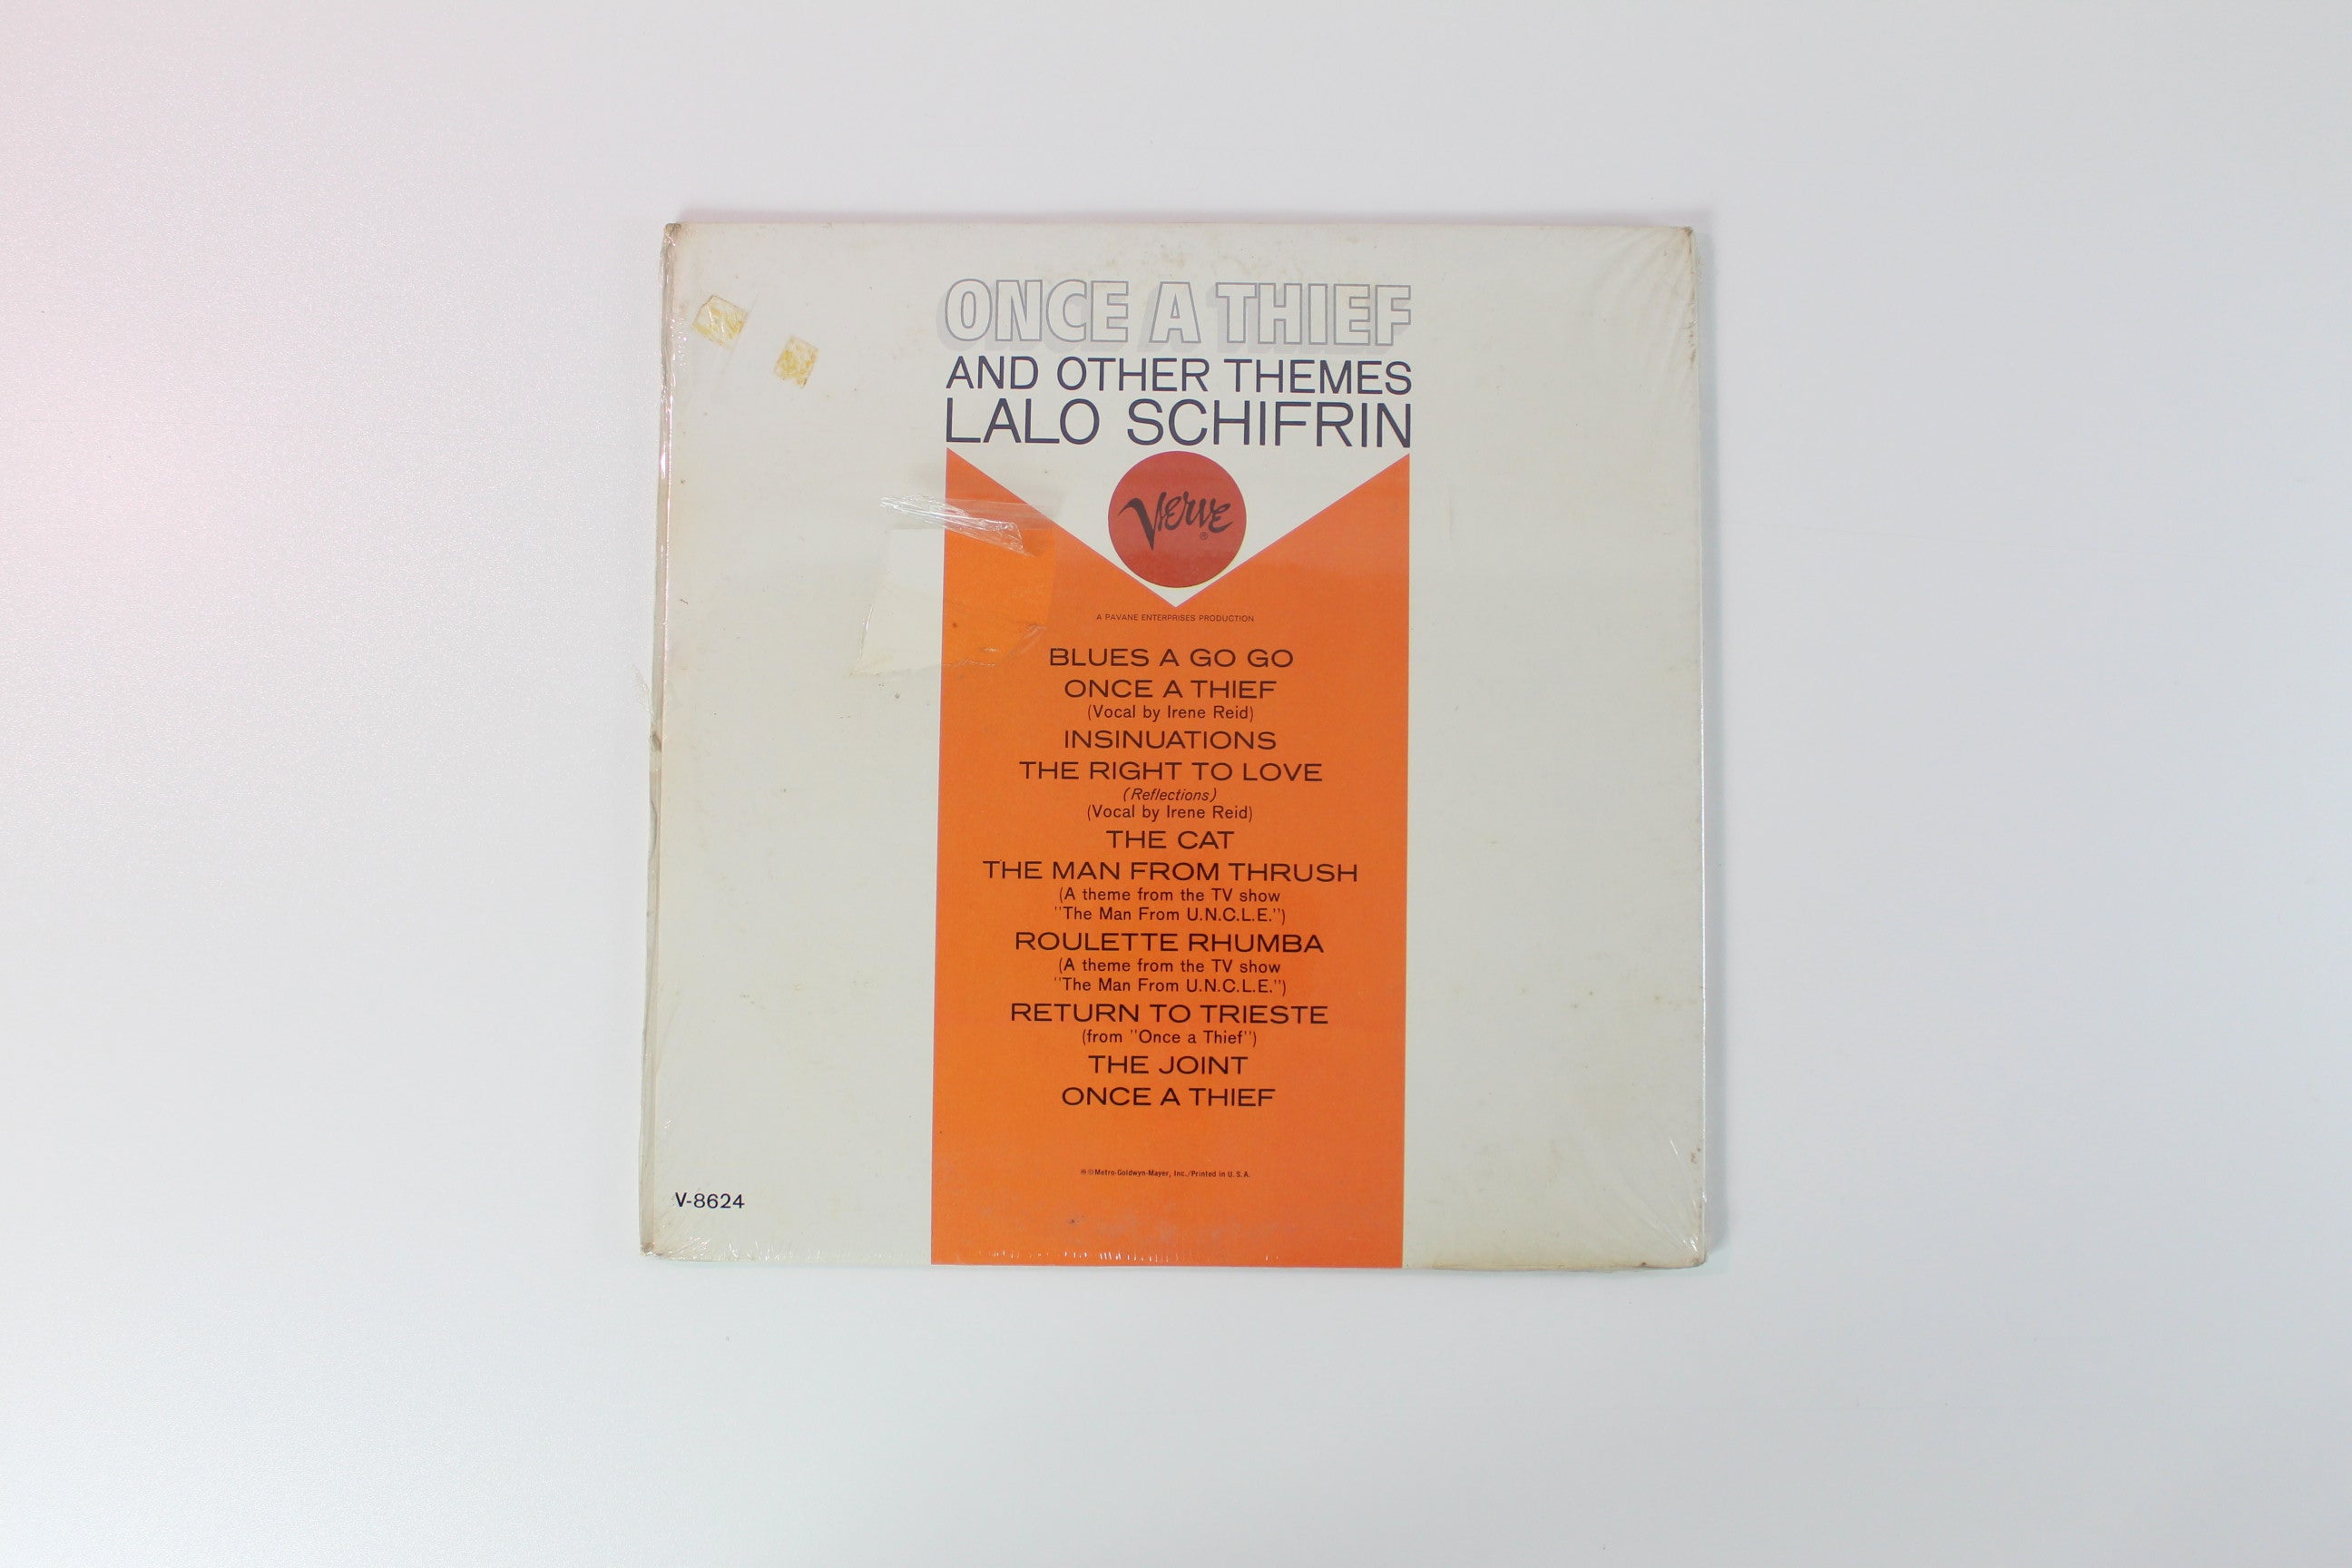 ONCE A THIEF
AND OTHER THEMES
LALO SCHIFRIN
Verve
®
A PAVANE ENTERPRISES PRODUCTION
BLUES A GO GO
ONCE A THIEF
(Vocal by Irene Reid)
INSINUATIONS
THE RIGHT TO LOVE
(Reflections)
(Vocal by Irene Reid)
THE CAT
THE MAN FROM THRUSH
(A theme from the TV show
"The Man From U.N.C.L.E.")
ROULETTE RHUMBA
(A theme from the TV show
"The Man From U.N.C.L.E.")
RETURN TO TRIESTE
(from "Once a Thief")
THE JOINT
ONCE A THIEF
℗©Metro-Goldwyn-Mayer, Inc./Printed in U.S.A.
V-8624